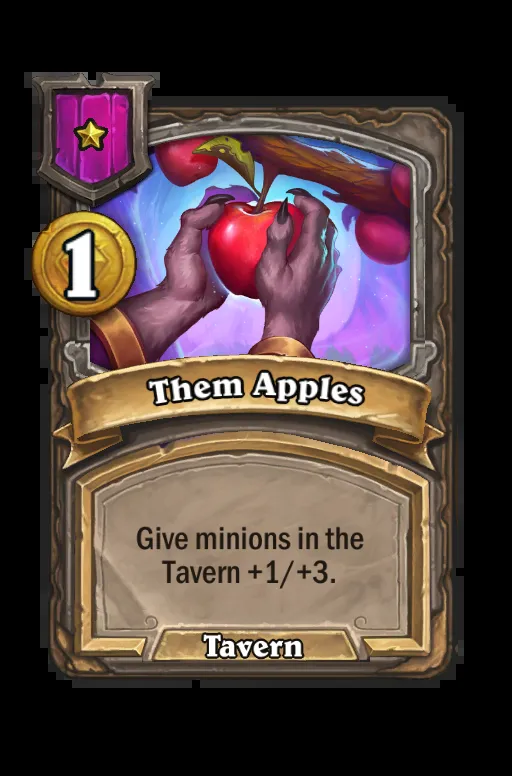 1
Them Apples
Give minions in the
Tavern +1/+3.
Tavern